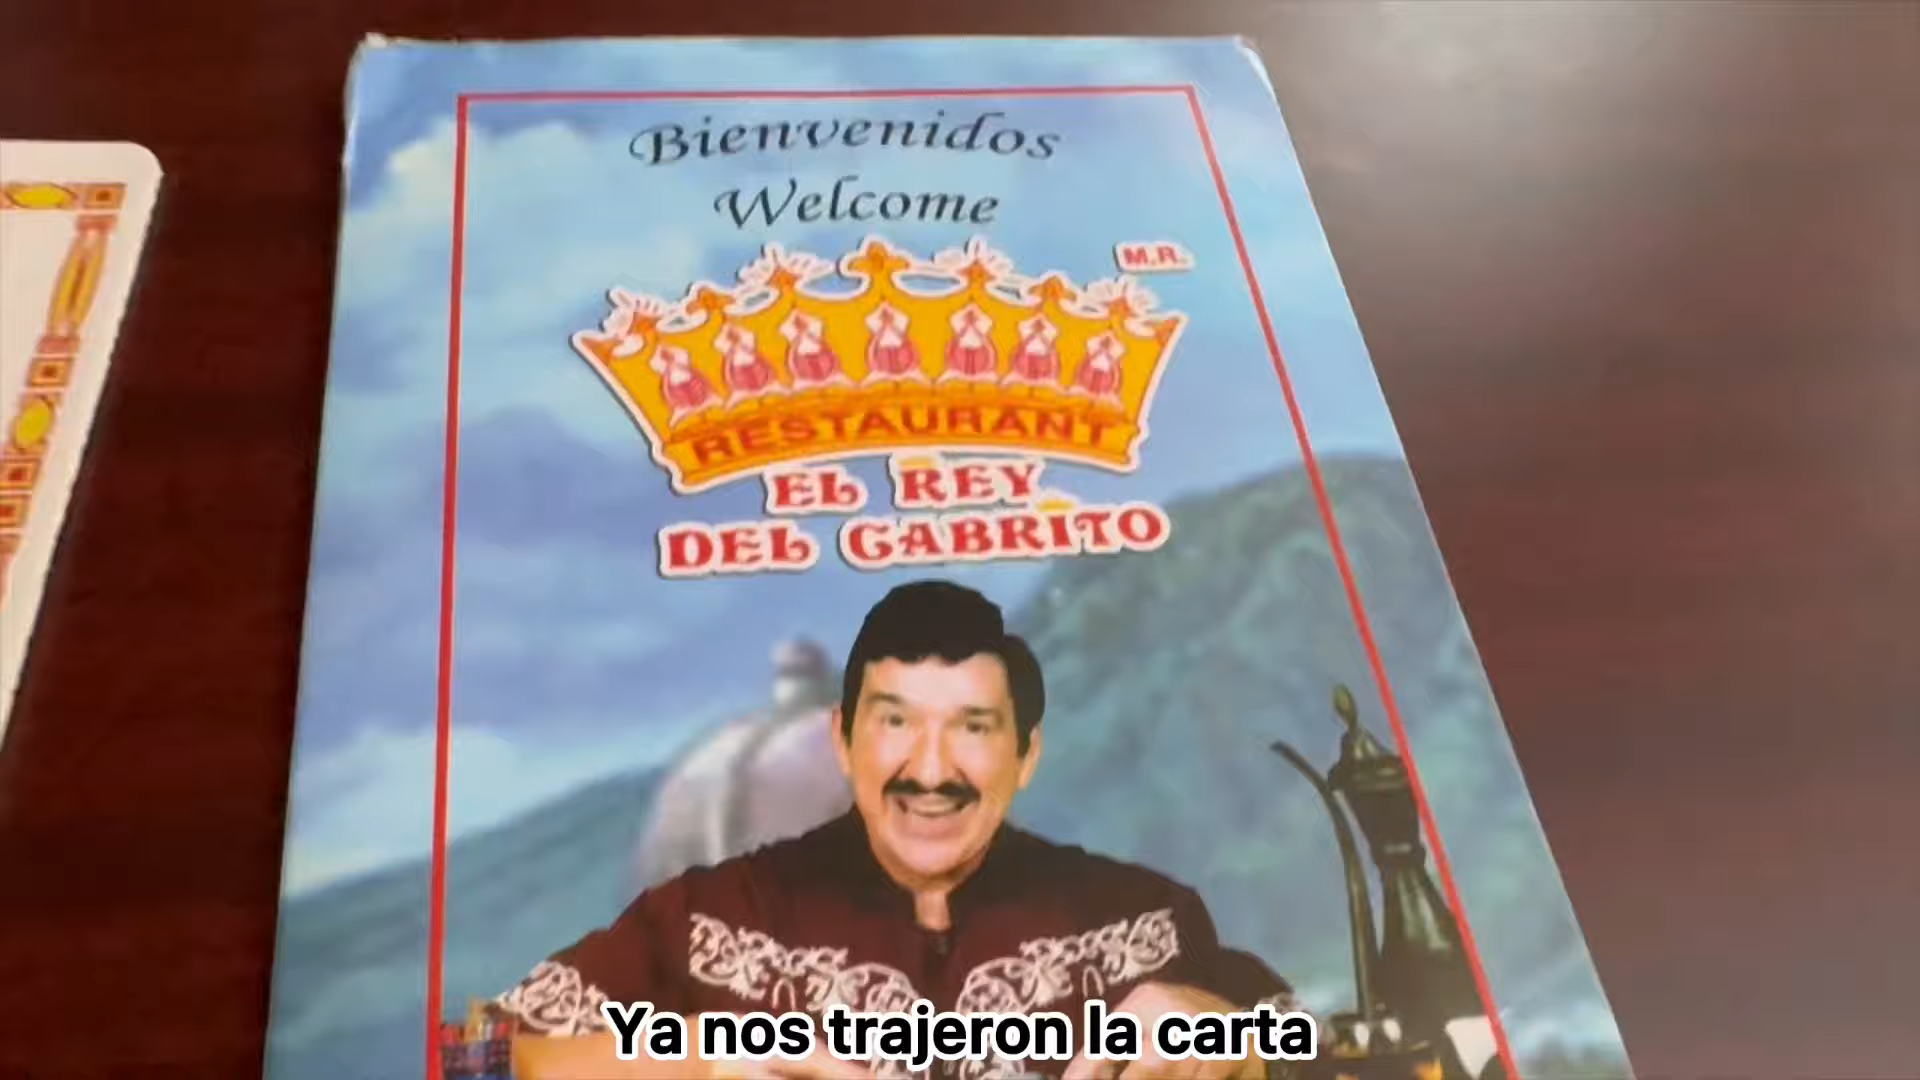 Bienvenidos
Welcome
M.R.
RESTAURANT
EL REY
DEL CABRITO
Ya nos trajeron la carta